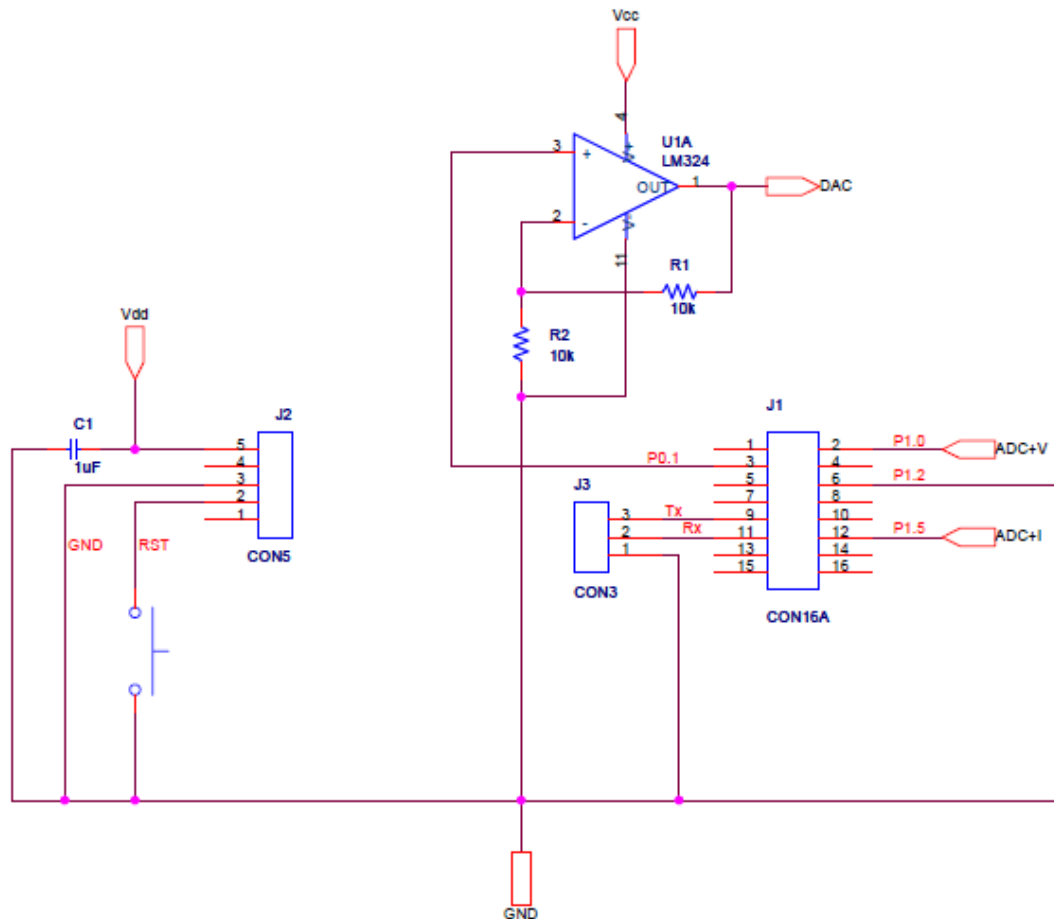 Vcc
4
U1A
LM324
V+
3
+
OUT
1
DAC
2
-
V-
11
R1
10k
R2
10k
Vdd
C1
1uF
J2
5
4
3
2
1
GND
RST
CON5
J1
P0.1
1
2
P1.0
ADC+V
3
4
5
6
P1.2
7
8
J3
3
Tx
9
10
2
Rx
11
12
P1.5
ADC+I
1
13
14
15
16
CON3
CON16A
GND